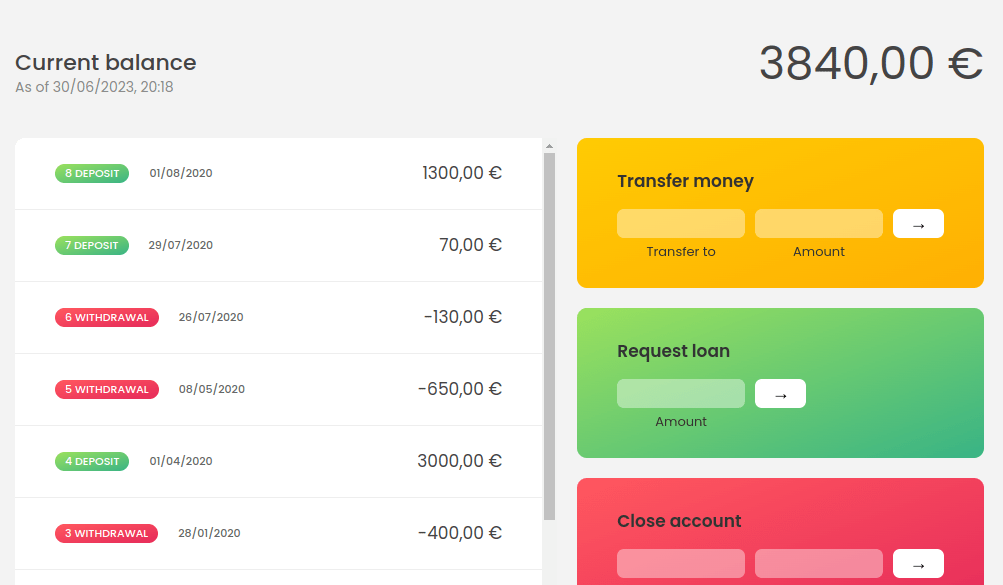 Current balance
As of 30/06/2023, 20:18
3840,00 €
8 DEPOSIT 01/08/2020 1300,00 €
7 DEPOSIT 29/07/2020 70,00 €
6 WITHDRAWAL 26/07/2020 -130,00 €
5 WITHDRAWAL 08/05/2020 -650,00 €
4 DEPOSIT 01/04/2020 3000,00 €
3 WITHDRAWAL 28/01/2020 -400,00 €
Transfer money
→
Transfer to Amount
Request loan
→
Amount
Close account
→